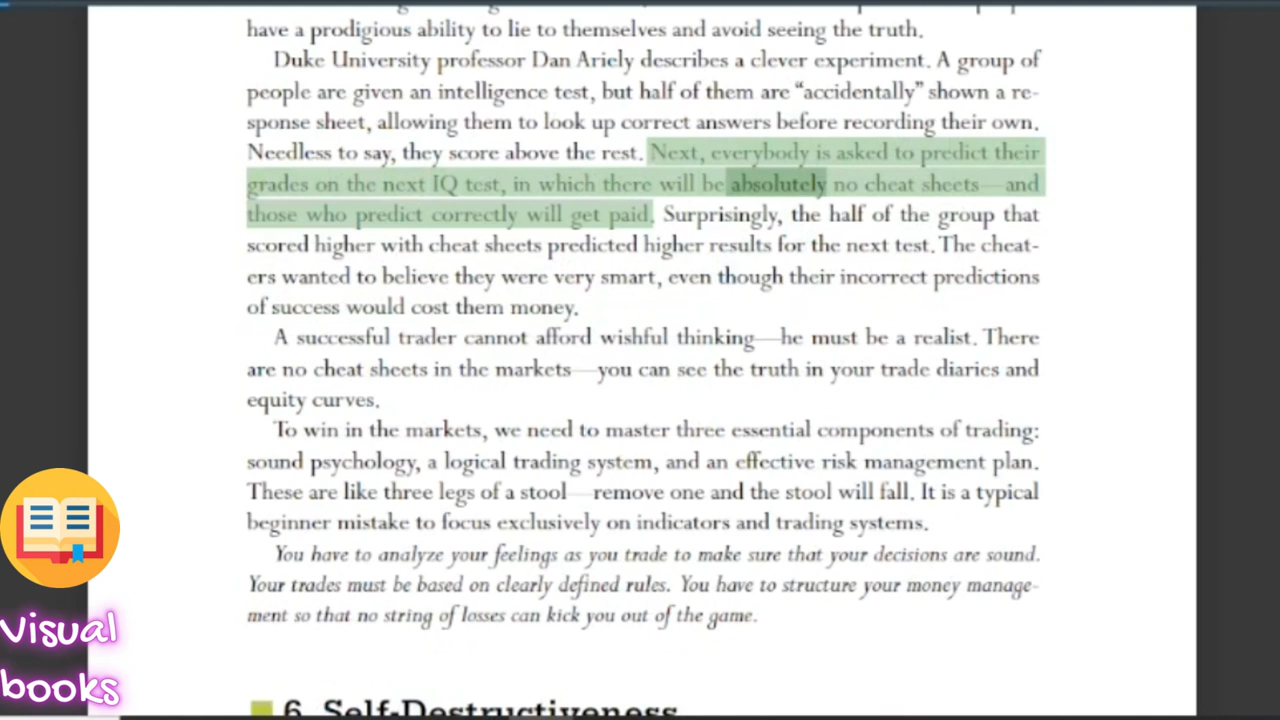 have a prodigious ability to lie to themselves and avoid seeing the truth.
Duke University professor Dan Ariely describes a clever experiment. A group of
people are given an intelligence test, but half of them are “accidentally” shown a re-
sponse sheet, allowing them to look up correct answers before recording their own.
Needless to say, they score above the rest. Next, everybody is asked to predict their
grades on the next IQ test, in which there will be absolutely no cheat sheets—and
those who predict correctly will get paid. Surprisingly, the half of the group that
scored higher with cheat sheets predicted higher results for the next test. The cheat-
ers wanted to believe they were very smart, even though their incorrect predictions
of success would cost them money.
A successful trader cannot afford wishful thinking—he must be a realist. There
are no cheat sheets in the markets—you can see the truth in your trade diaries and
equity curves.
To win in the markets, we need to master three essential components of trading:
sound psychology, a logical trading system, and an effective risk management plan.
These are like three legs of a stool—remove one and the stool will fall. It is a typical
beginner mistake to focus exclusively on indicators and trading systems.
You have to analyze your feelings as you trade to make sure that your decisions are sound.
Your trades must be based on clearly defined rules. You have to structure your money manage-
ment so that no string of losses can kick you out of the game.
6. Self-Destructiveness
Visual
books